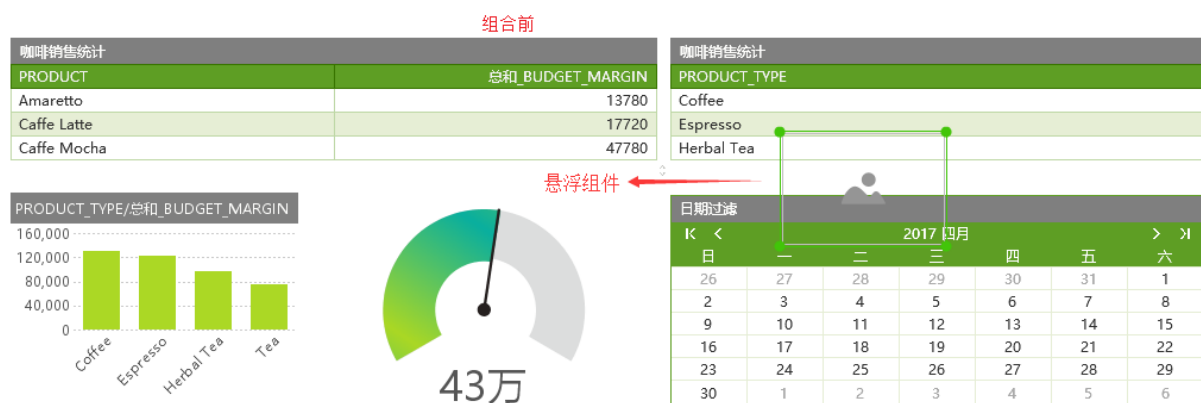 组合前
咖啡销售统计
PRODUCT 总和_BUDGET_MARGIN
Amaretto 13780
Caffe Latte 17720
Caffe Mocha 47780
咖啡销售统计
PRODUCT_TYPE
Coffee
Espresso
Herbal Tea
悬浮组件
PRODUCT_TYPE/总和_BUDGET_MARGIN
160,000
120,000
80,000
40,000
0
Coffee Espresso Herbal Tea Tea
43万
日期过滤
2017 四月
日 一 二 三 四 五 六
26 27 28 29 30 31 1
2 3 4 5 6 7 8
9 10 11 12 13 14 15
16 17 18 19 20 21 22
23 24 25 26 27 28 29
30 1 2 3 4 5 6